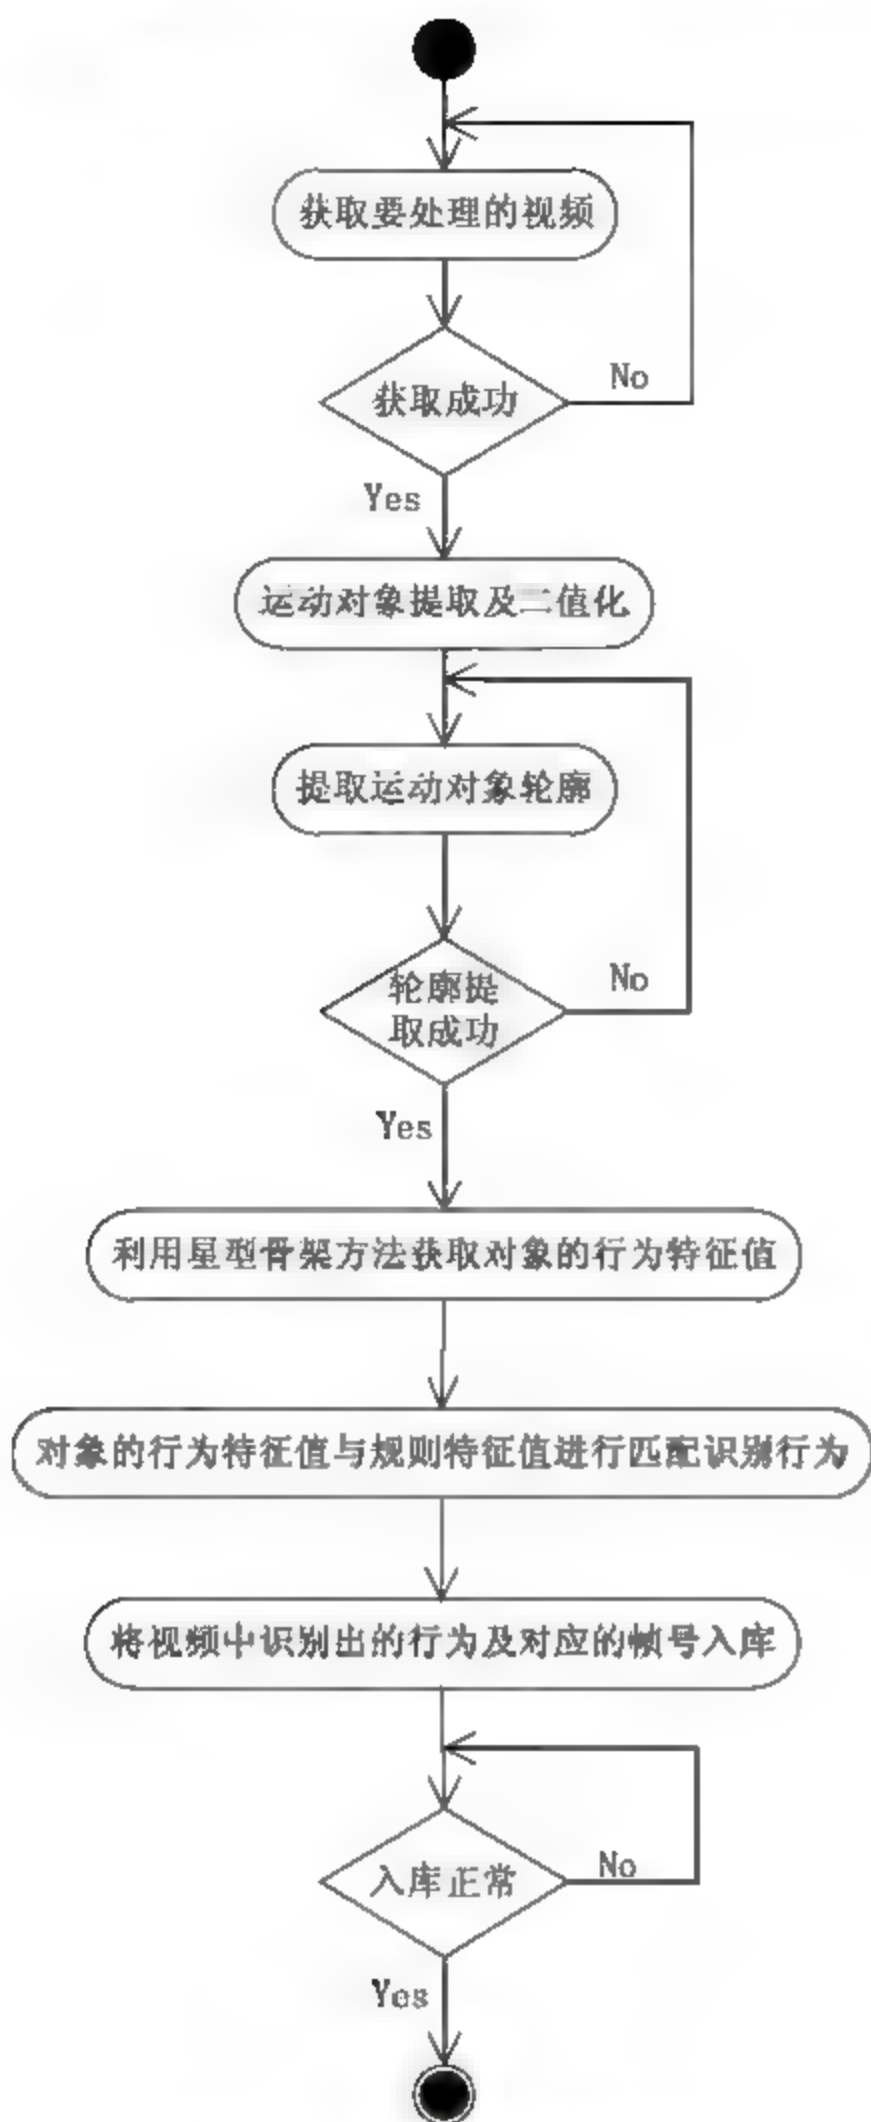 获取要处理的视频
获取成功
No
Yes
运动对象提取及二值化
提取运动对象轮廓
轮廓提
取成功
No
Yes
利用星型骨架方法获取对象的行为特征值
对象的行为特征值与规则特征值进行匹配识别行为
将视频中识别出的行为及对应的帧号入库
入库正常
No
Yes